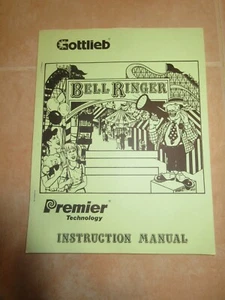 Gottlieb®
BELL RINGER
Premier
Technology
INSTRUCTION MANUAL